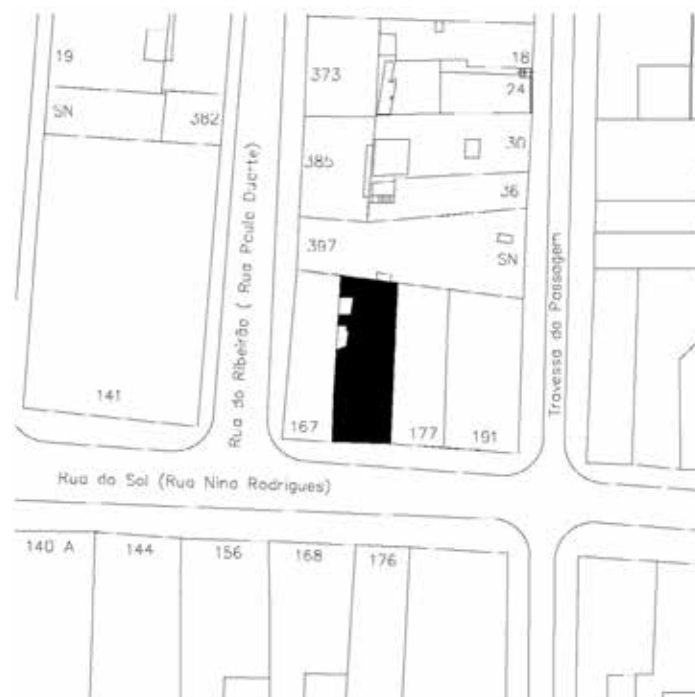 19
SN
382
373
18
24
30
385
36
397
SN
141
Rua do Ribeirão ( Rua Paulo Duarte)
Travessa da Passagem
167
177
191
Rua do Sol (Rua Nina Rodrigues)
140 A
144
156
168
176